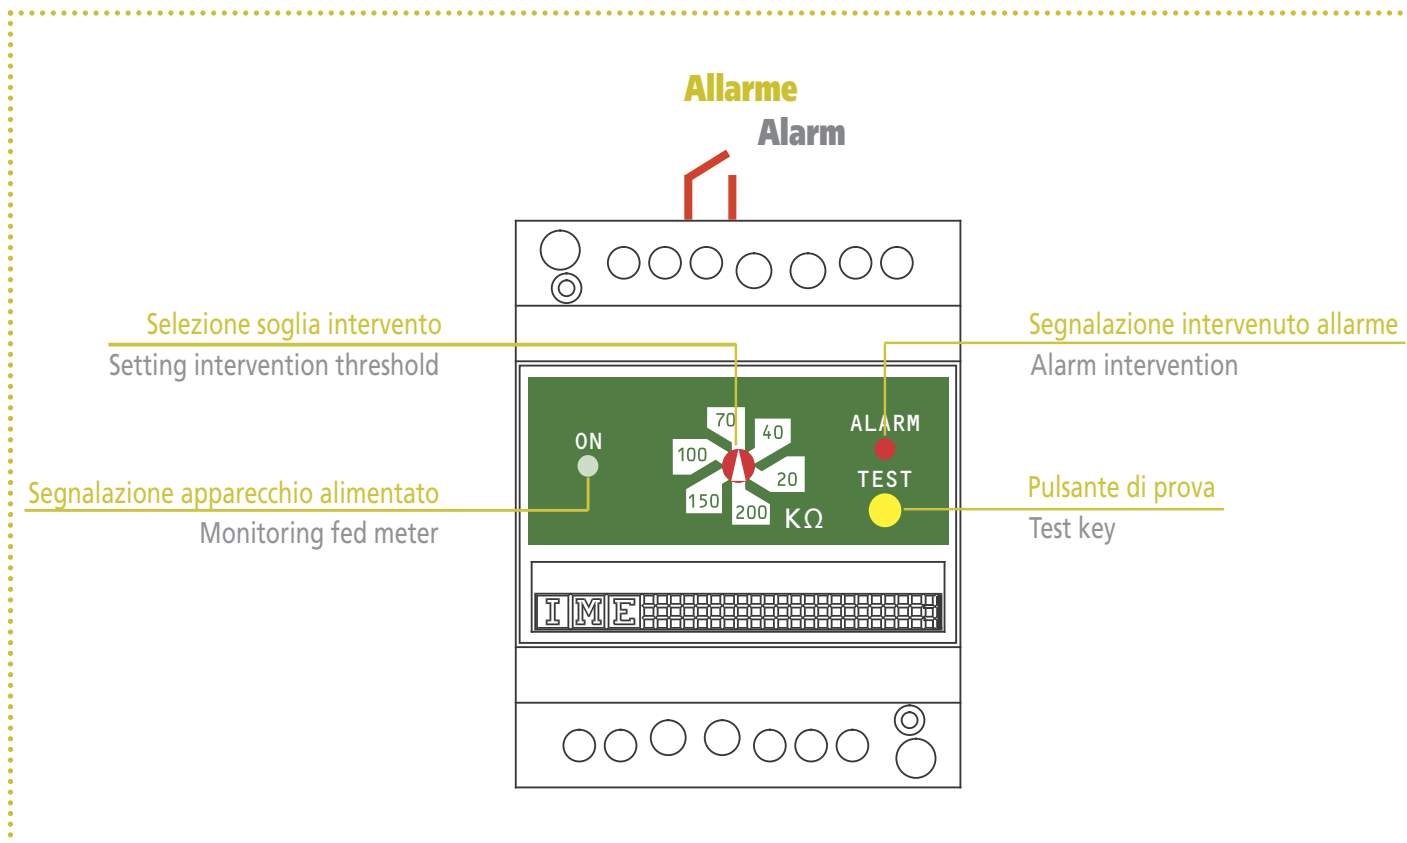 Allarme
Alarm
Selezione soglia intervento
Setting intervention threshold
Segnalazione intervenuto allarme
Alarm intervention
70
40
ALARM
ON
100
20
TEST
150
200
KΩ
Segnalazione apparecchio alimentato
Monitoring fed meter
Pulsante di prova
Test key
IME